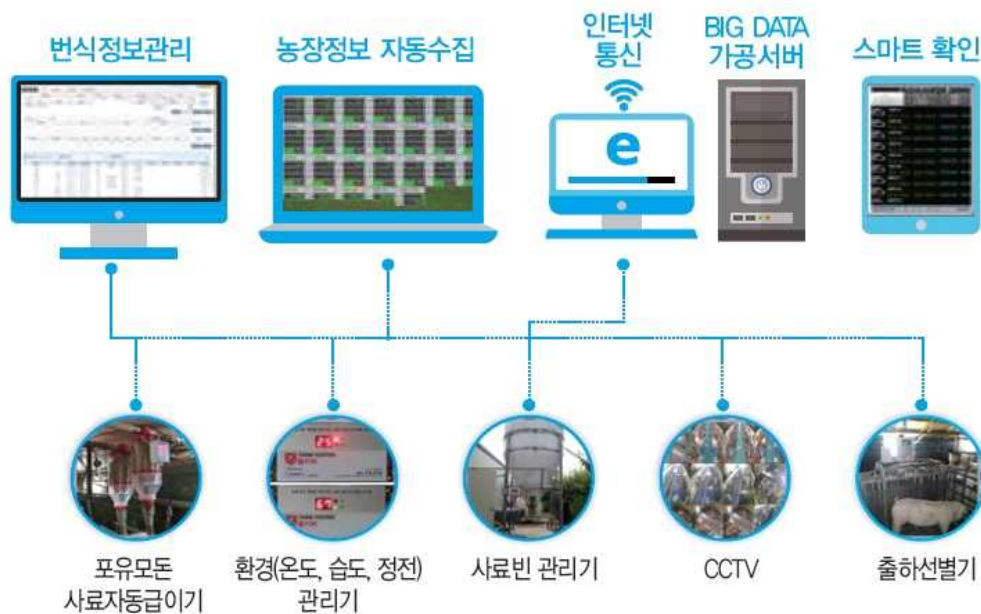 번식정보관리
농장정보 자동수집
인터넷
통신
BIG DATA
가공서버
스마트 확인
e
포유모돈
사료자동급이기
환경(온도, 습도, 정전)
관리기
사료빈 관리기
CCTV
출하선별기